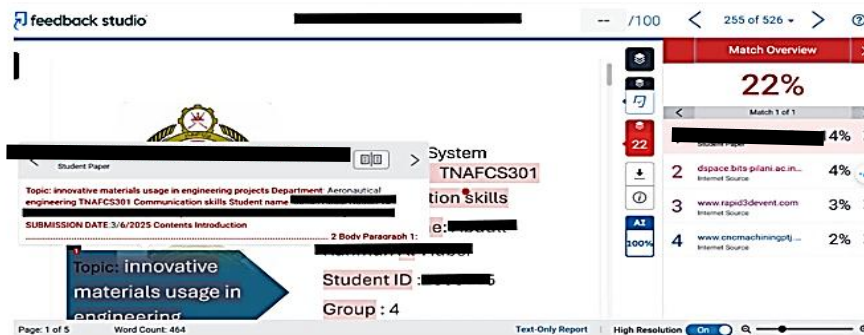 feedback studio
-- /100
255 of 526
Match Overview
22%
Match 1 of 1
4%
Student Paper
2 dspace.bits-pilani.ac.in... 4%
Internet Source
3 www.rapid3devent.com 3%
Internet Source
4 www.cncmachiningptj... 2%
Internet Source
22
AI
100%
System
TNAFCS301
tion skills
Student ID :
5
Group : 4
Student Paper
Topic: innovative materials usage in engineering projects Department: Aeronautical
engineering TNAFCS301 Communication skills Student name
SUBMISSION DATE:3/6/2025 Contents Introduction
2 Body Paragraph 1:
1
Topic: innovative
materials usage in
engineering
Page: 1 of 5
Word Count: 464
Text-Only Report
High Resolution
On